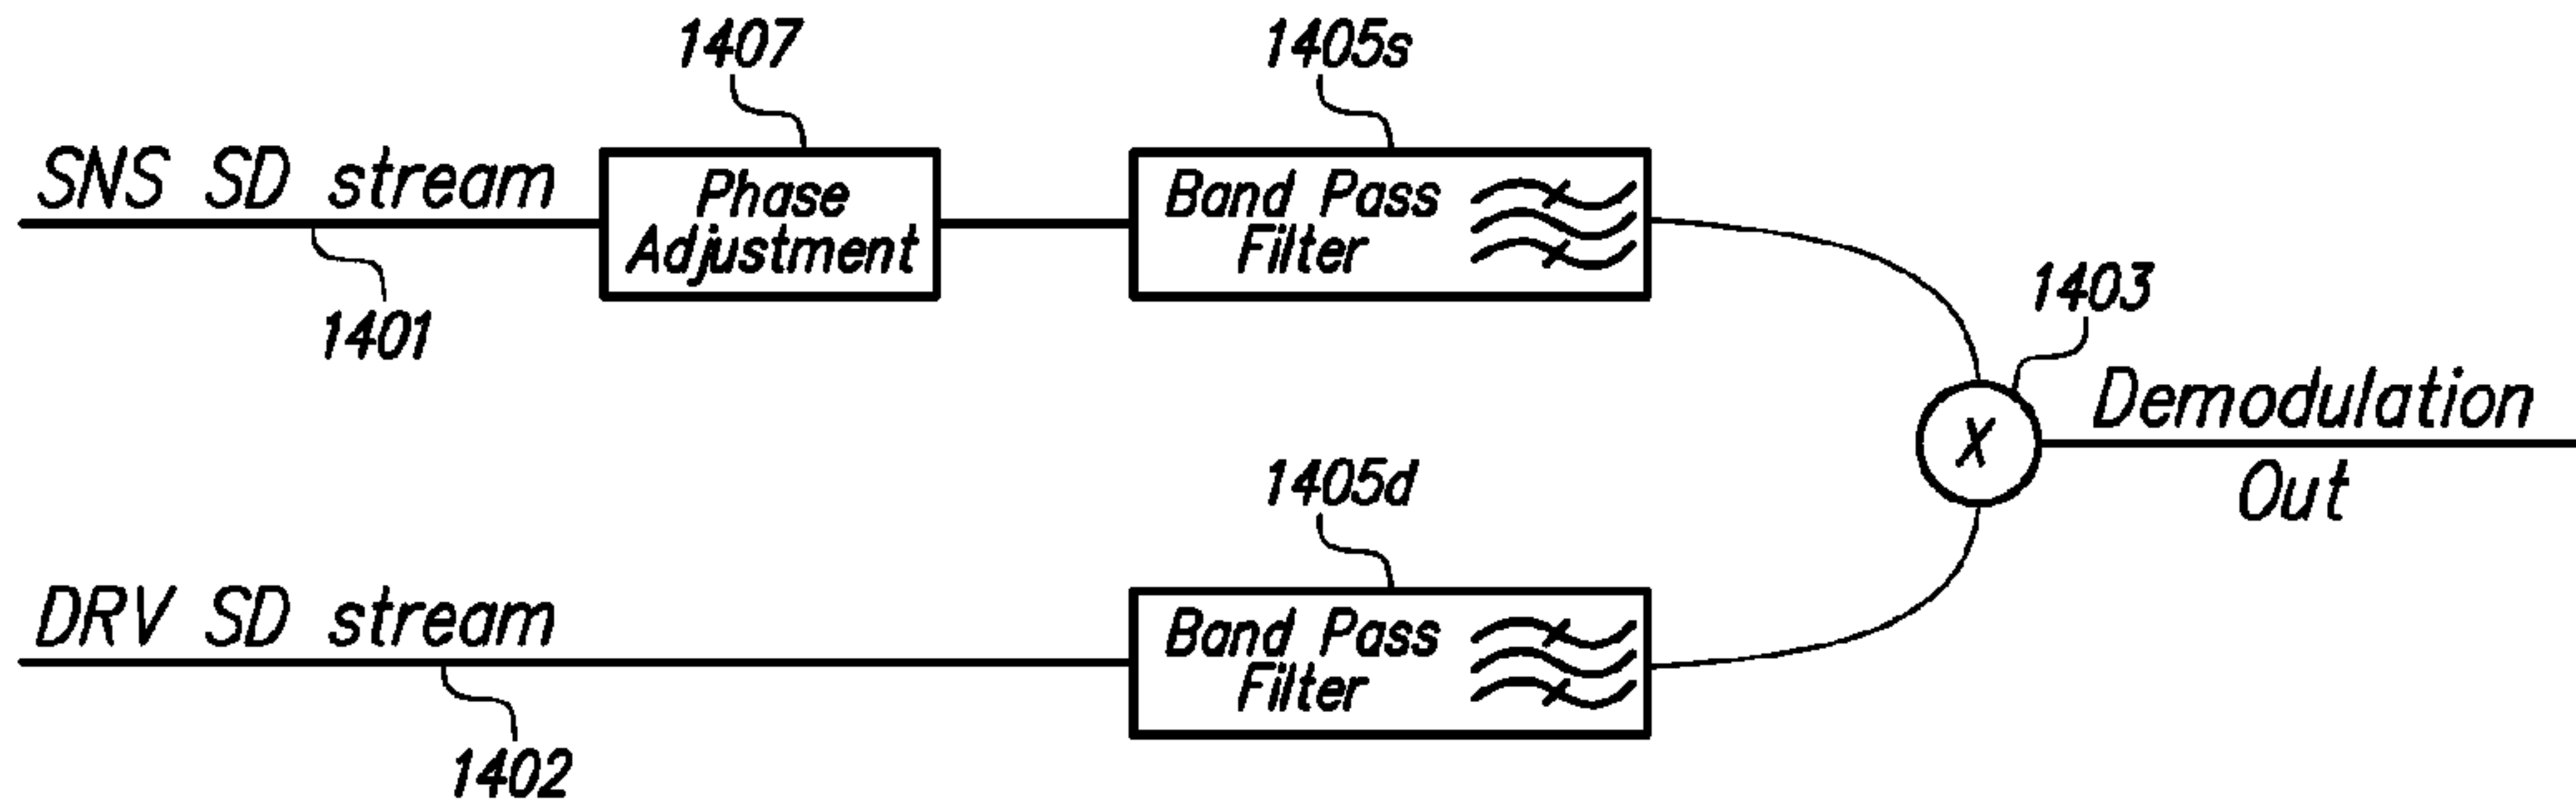 1407
1405s
SNS SD stream
Phase
Adjustment
Band Pass
Filter
1401
1403
X
Demodulation
Out
1405d
DRV SD stream
Band Pass
Filter
1402